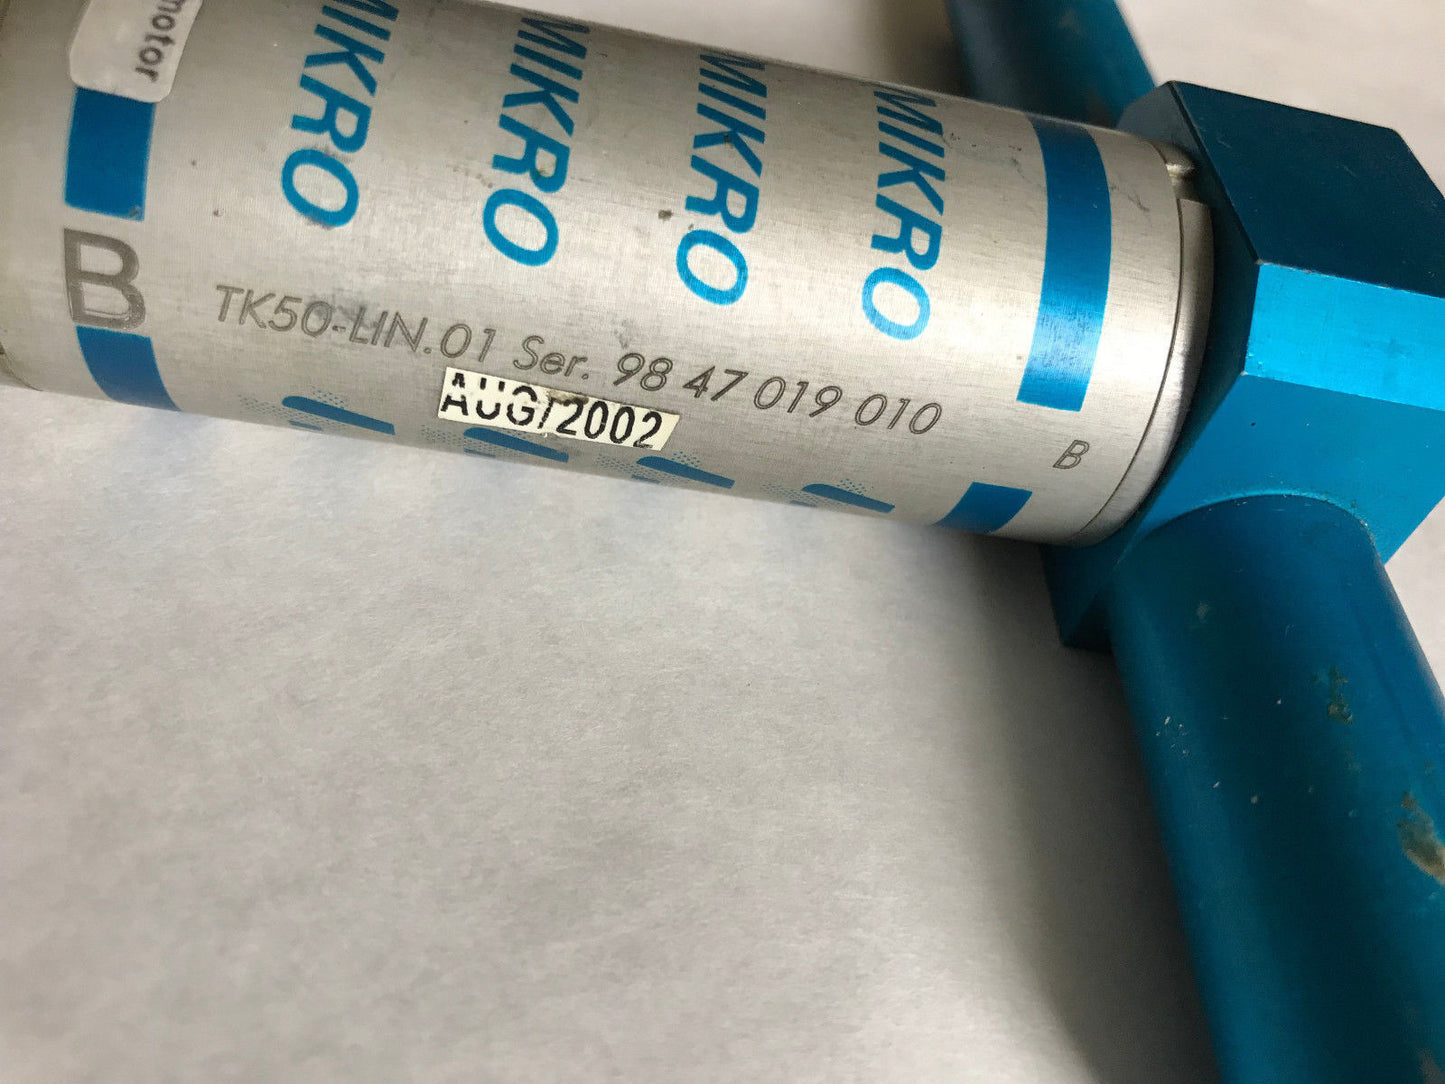 motor
MIKRO
MIKRO
MIKRO
MIKRO
B
TK50-LIN.01 Ser. 98 47 019 010
AUG/2002
B